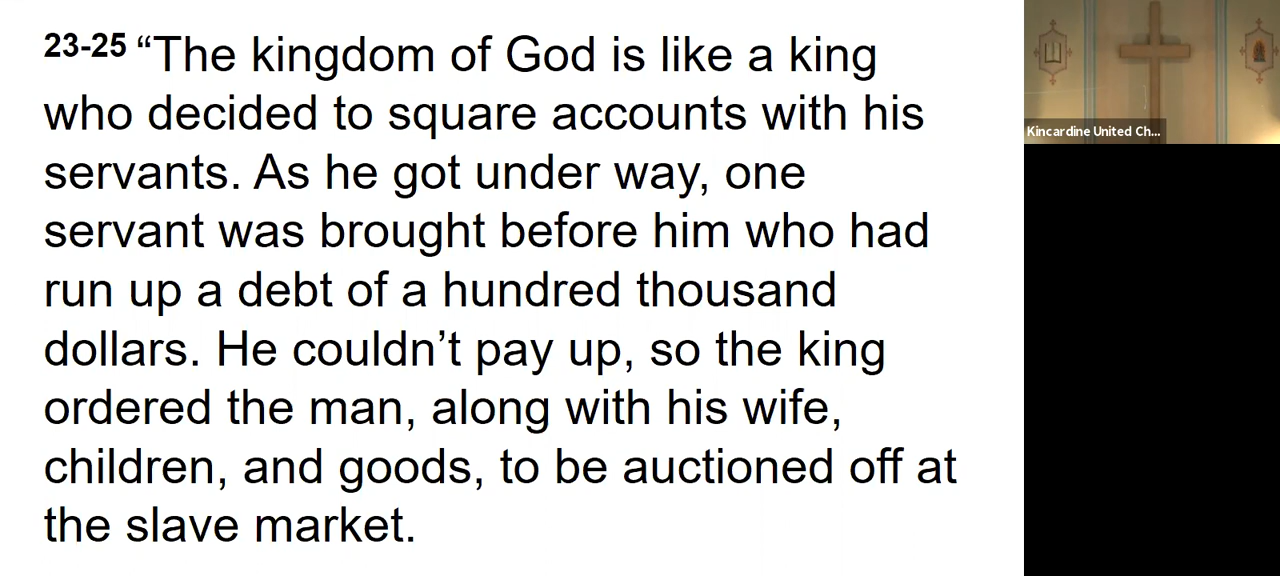 23-25 “The kingdom of God is like a king
who decided to square accounts with his
servants. As he got under way, one
servant was brought before him who had
run up a debt of a hundred thousand
dollars. He couldn’t pay up, so the king
ordered the man, along with his wife,
children, and goods, to be auctioned off at
the slave market.
Kincardine United Ch...